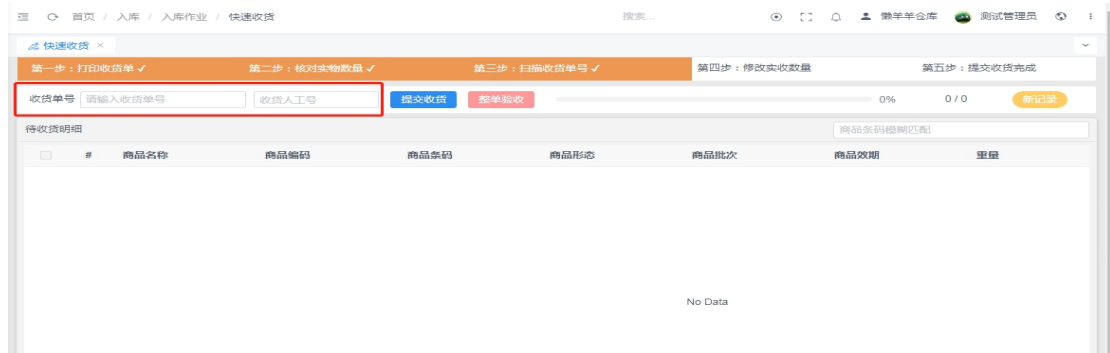 首页 / 入库 / 入库作业 / 快速收货 搜索... 懒羊羊仓库 测试管理员
快速收货 ×
第一步：打印收货单 ✓ 第二步：核对实物数量 ✓ 第三步：扫描收货单号 ✓ 第四步：修改实收数量 第五步：提交收货完成
收货单号 请输入收货单号 收货人工号 提交收货 整单验收 0% 0 / 0 新记录
待收货明细 商品条码模糊匹配
# 商品名称 商品编码 商品条码 商品形态 商品批次 商品效期 重量
No Data